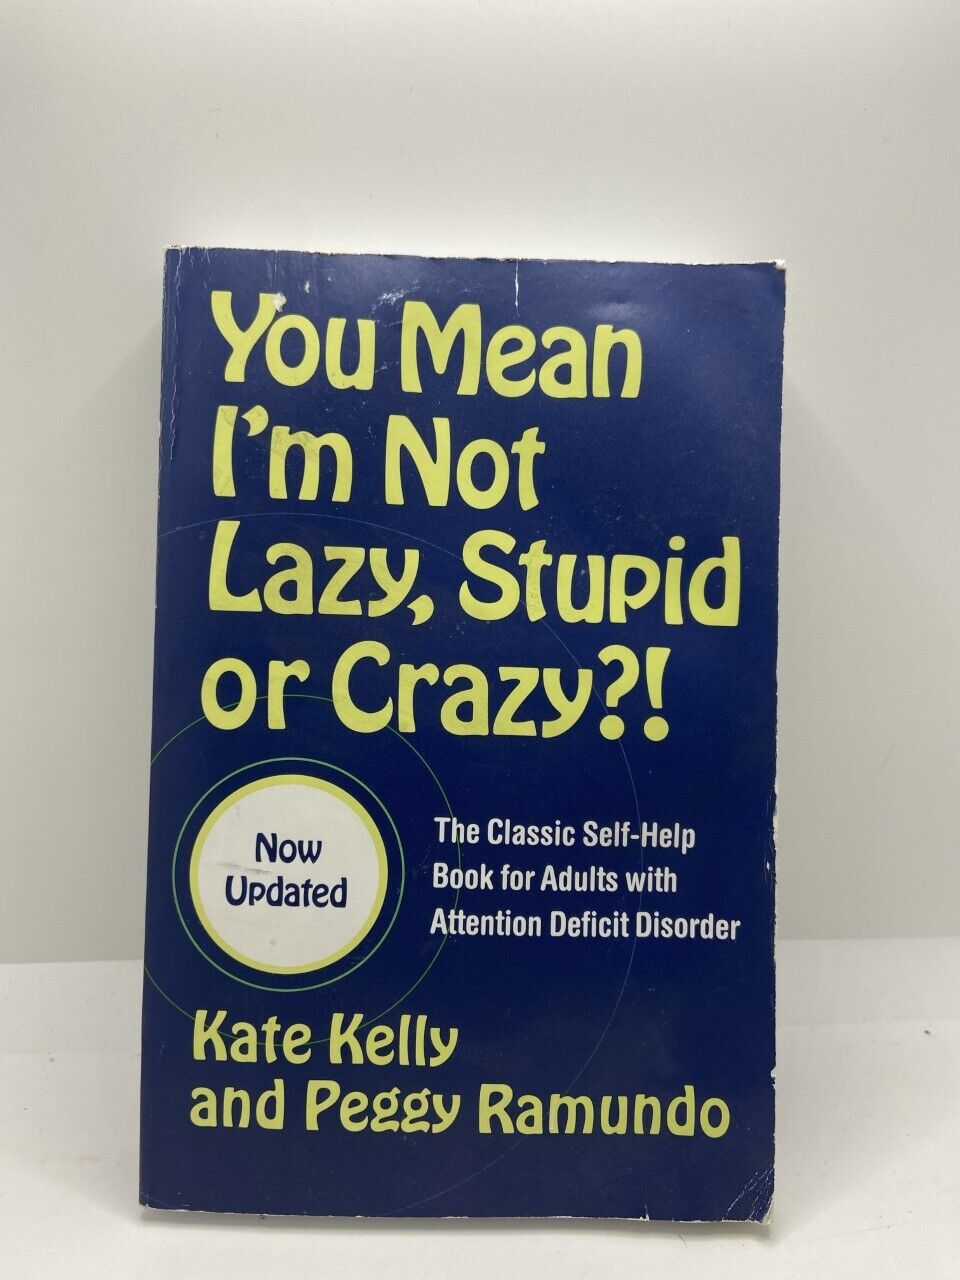 You Mean
I'm Not
Lazy, Stupid
or Crazy?!
Now
Updated
The Classic Self-Help
Book for Adults with
Attention Deficit Disorder
Kate Kelly
and Peggy Ramundo